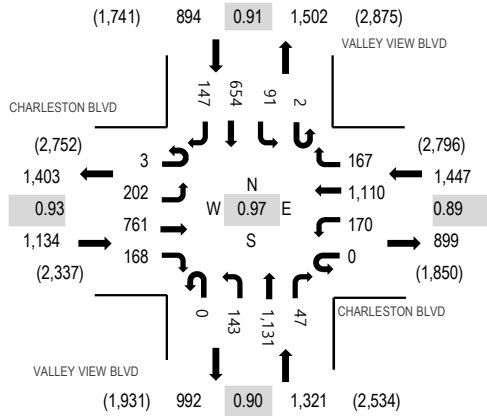 (1,741) 894 0.91 1,502 (2,875)
VALLEY VIEW BLVD
147 654 91 2
CHARLESTON BLVD
(2,752) 3 167 (2,796)
1,403 202 N 1,110 1,447
0.93 W 0.97 E 0.89
1,134 761 S 170 899
(2,337) 168 0 (1,850)
0 143 1,131 47
CHARLESTON BLVD
VALLEY VIEW BLVD
(1,931) 992 0.90 1,321 (2,534)